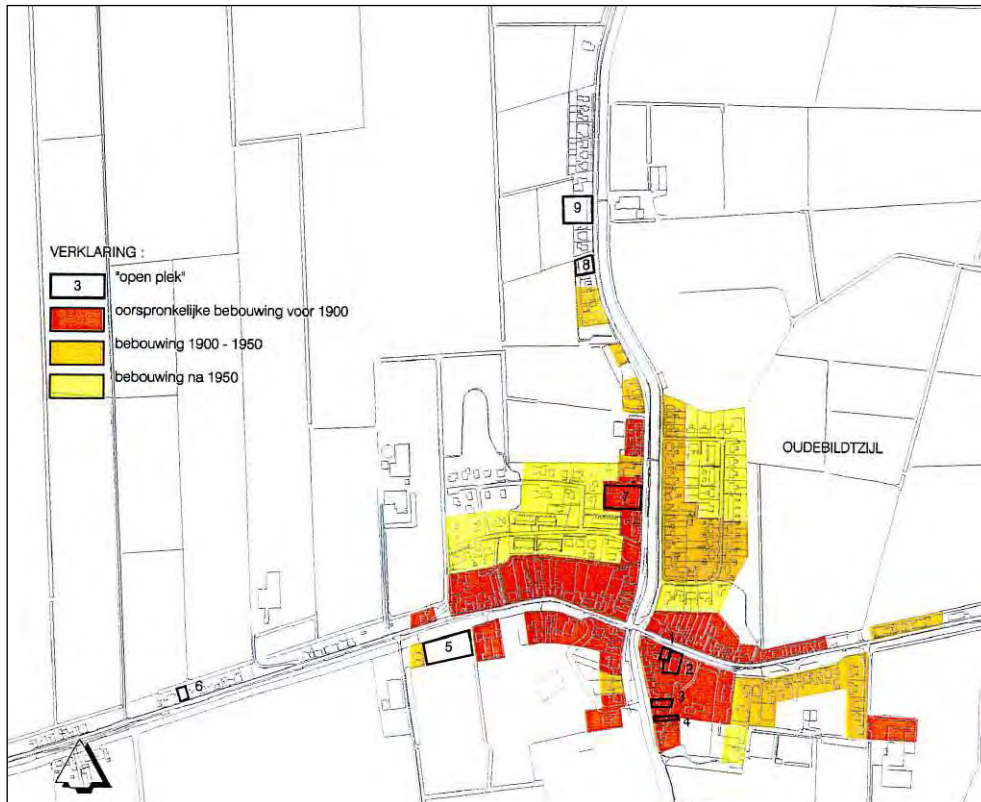 9
8
VERKLARING :
3 "open plek"
oorspronkelijke bebouwing voor 1900
bebouwing 1900 - 1950
bebouwing na 1950
OUDEBILDTZIJL
7
1
5
2
6
3
4